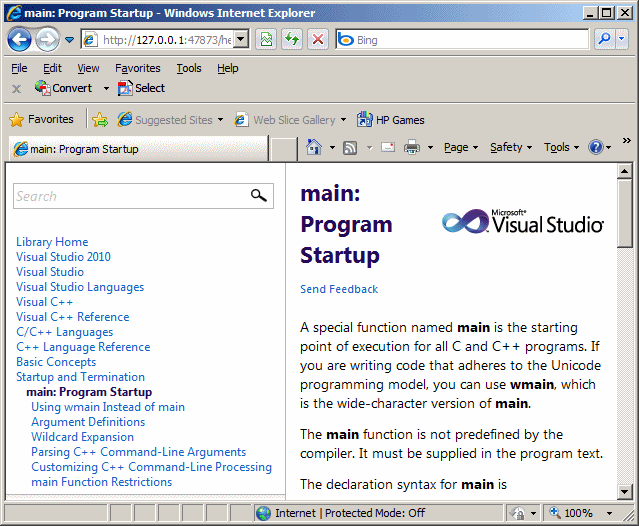 main: Program Startup - Windows Internet Explorer
http://127.0.0.1:47873/he
Bing
File Edit View Favorites Tools Help
x Convert Select
Favorites Suggested Sites Web Slice Gallery HP Games
main: Program Startup Page Safety Tools »
Search
Library Home
Visual Studio 2010
Visual Studio
Visual Studio Languages
Visual C++
Visual C++ Reference
C/C++ Languages
C++ Language Reference
Basic Concepts
Startup and Termination
main: Program Startup
Using wmain Instead of main
Argument Definitions
Wildcard Expansion
Parsing C++ Command-Line Arguments
Customizing C++ Command-Line Processing
main Function Restrictions
main:
Program
Startup
Microsoft®
Visual Studio®
Send Feedback
A special function named main is the starting
point of execution for all C and C++ programs. If
you are writing code that adheres to the Unicode
programming model, you can use wmain, which
is the wide-character version of main.
The main function is not predefined by the
compiler. It must be supplied in the program text.
The declaration syntax for main is
Internet | Protected Mode: Off 100%